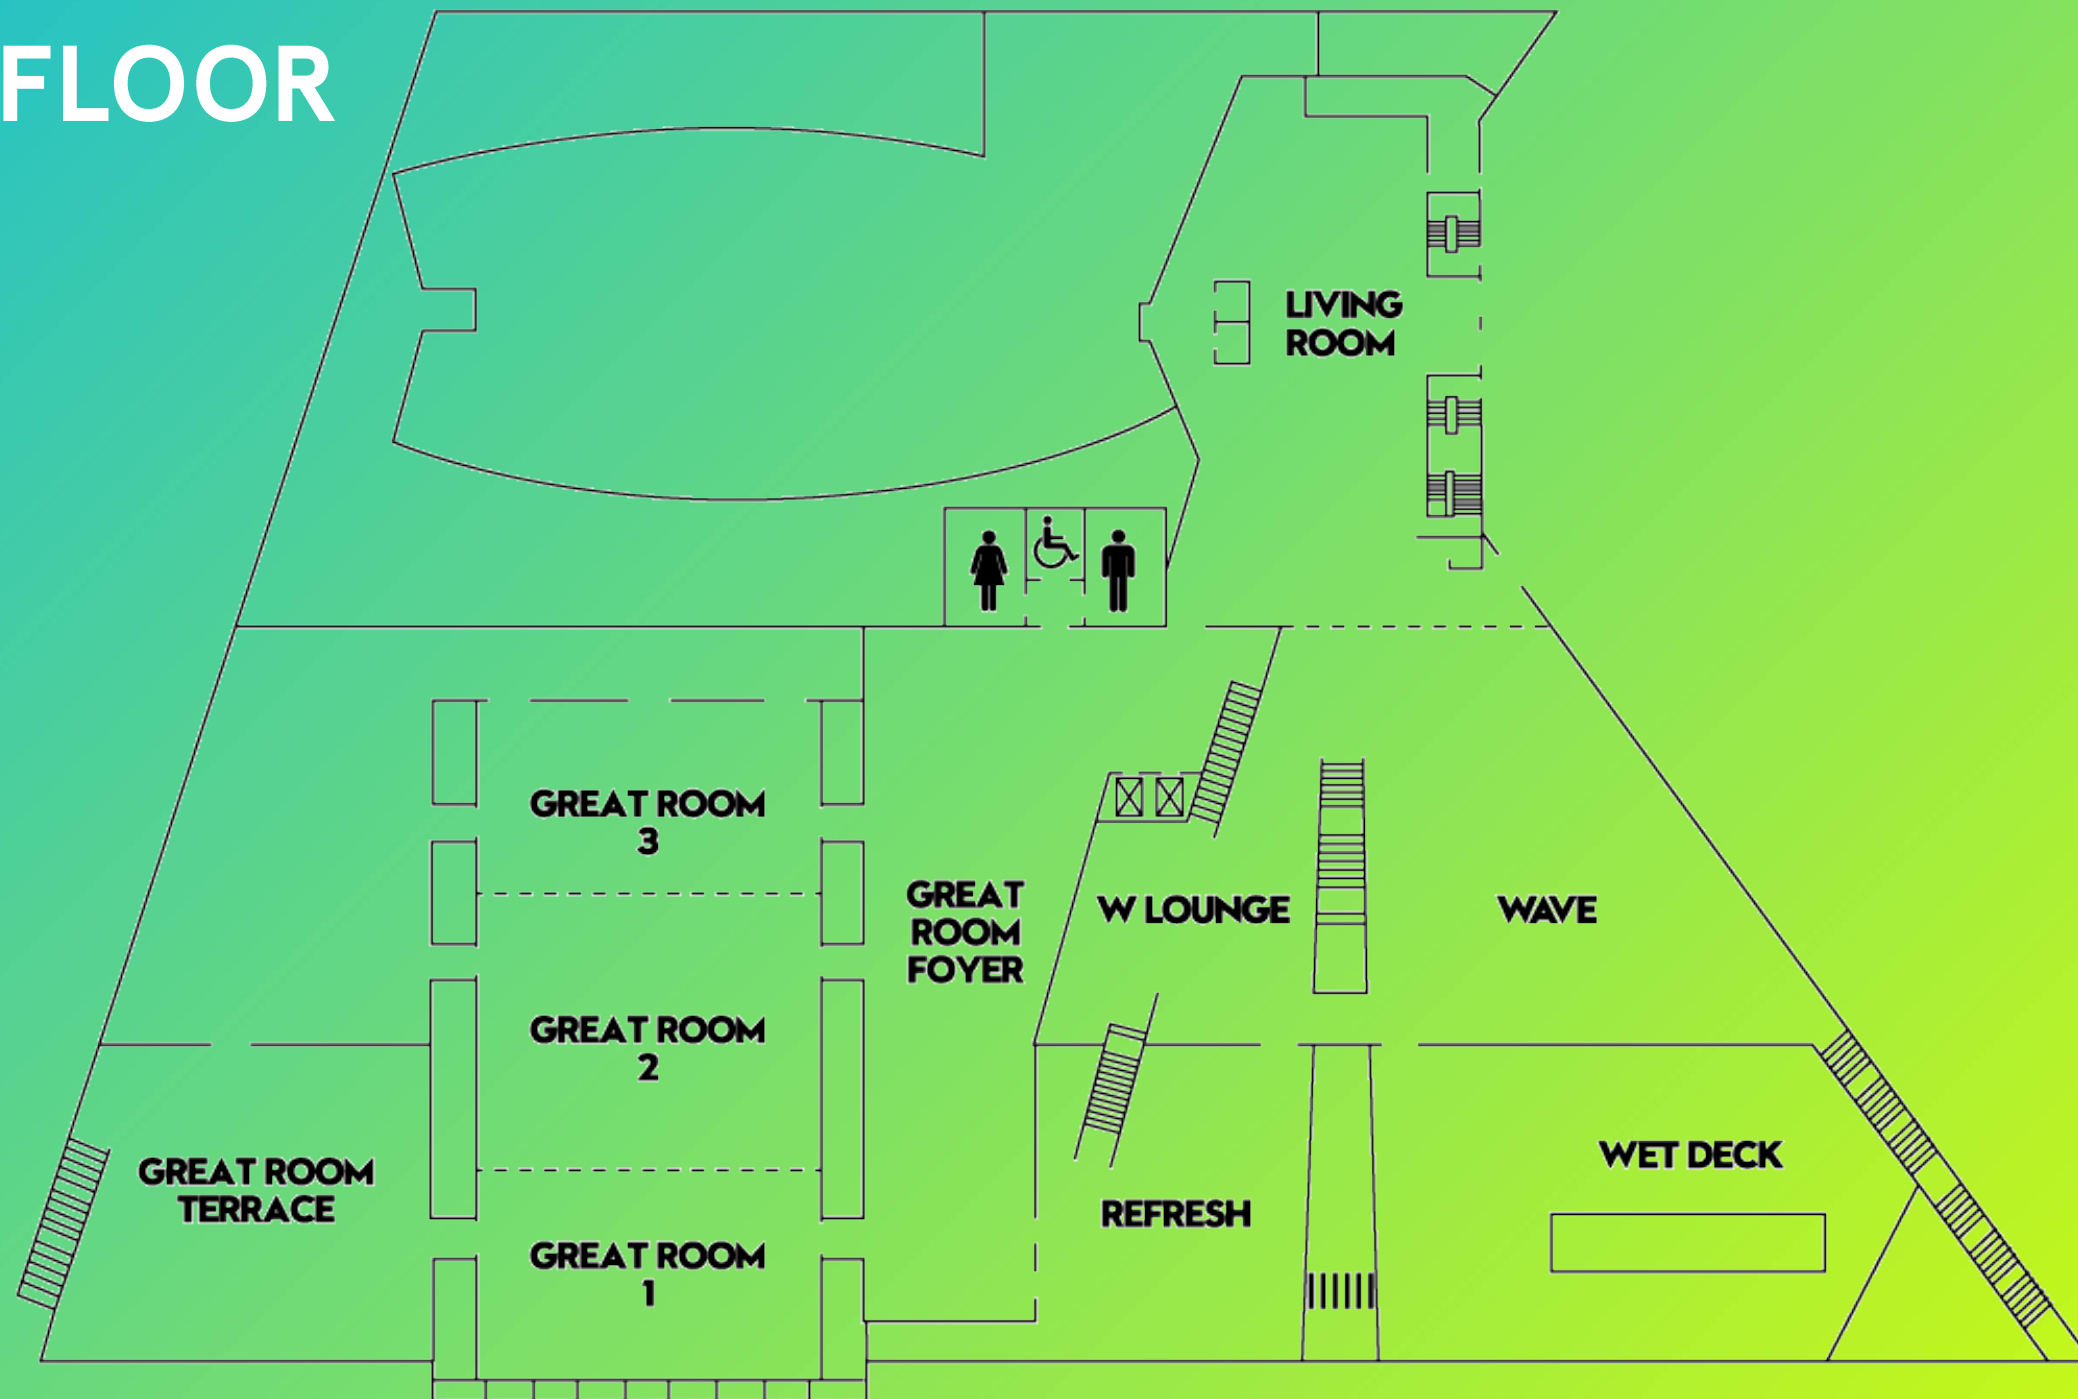 FLOOR
LIVING
ROOM
GREAT ROOM
3
GREAT
ROOM
FOYER
W LOUNGE
WAVE
GREAT ROOM
2
GREAT ROOM
TERRACE
WET DECK
REFRESH
GREAT ROOM
1